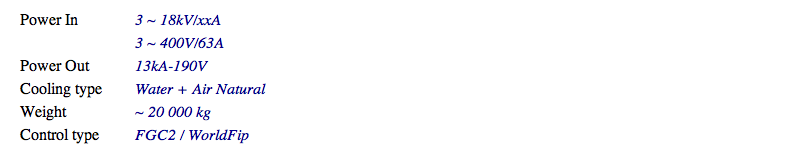 Power In 3 ~ 18kV/xxA
3 ~ 400V/63A
Power Out 13kA-190V
Cooling type Water + Air Natural
Weight ~ 20 000 kg
Control type FGC2 / WorldFip